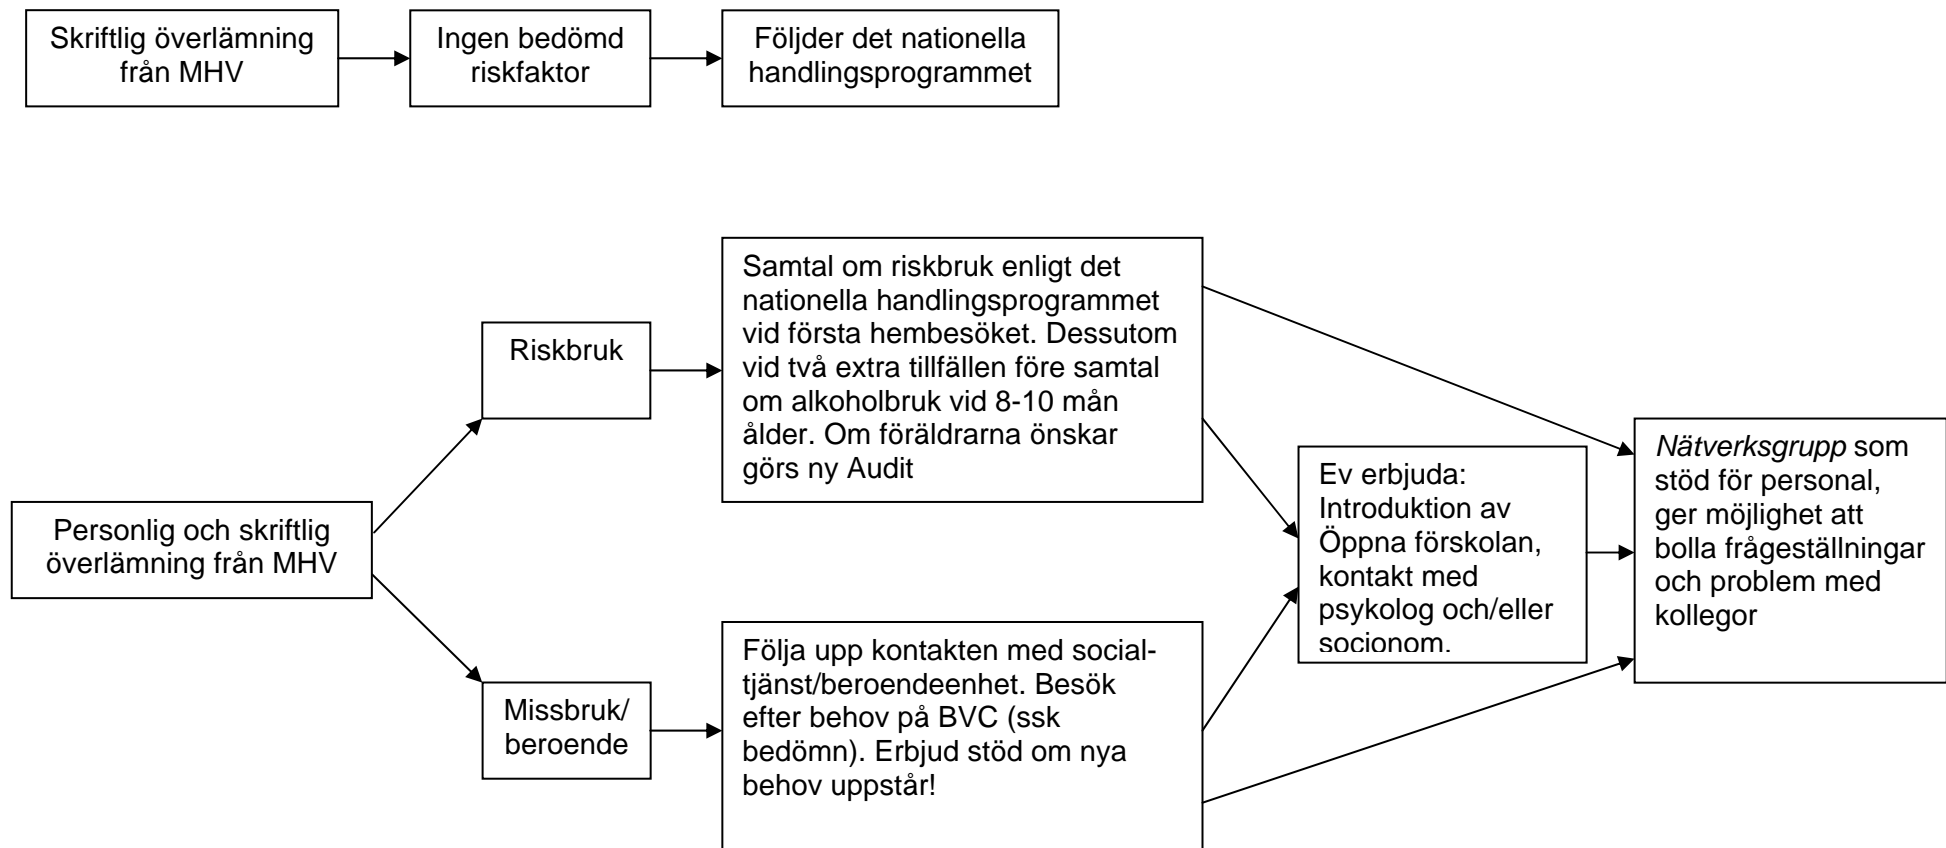 Skriftlig överlämning
från MHV
Ingen bedömd
riskfaktor
Följder det nationella
handlingsprogrammet
Personlig och skriftlig
överlämning från MHV
Riskbruk
Samtal om riskbruk enligt det
nationella handlingsprogrammet
vid första hembesöket. Dessutom
vid två extra tillfällen före samtal
om alkoholbruk vid 8-10 mån
ålder. Om föräldrarna önskar
görs ny Audit
Missbruk/
beroende
Följa upp kontakten med social-
tjänst/beroendeenhet. Besök
efter behov på BVC (ssk
bedömn). Erbjud stöd om nya
behov uppstår!
Ev erbjuda:
Introduktion av
Öppna förskolan,
kontakt med
psykolog och/eller
socionom.
Nätverksgrupp som
stöd för personal,
ger möjlighet att
bolla frågeställningar
och problem med
kollegor